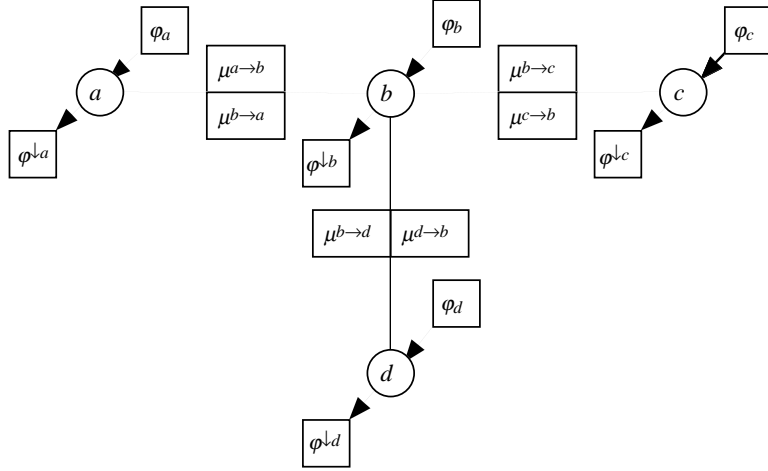 φa φb φc
μa→b μb→c
a b c
μb→a μc→b
φ↓a φ↓b φ↓c
μb→d μd→b
φd
d
φ↓d